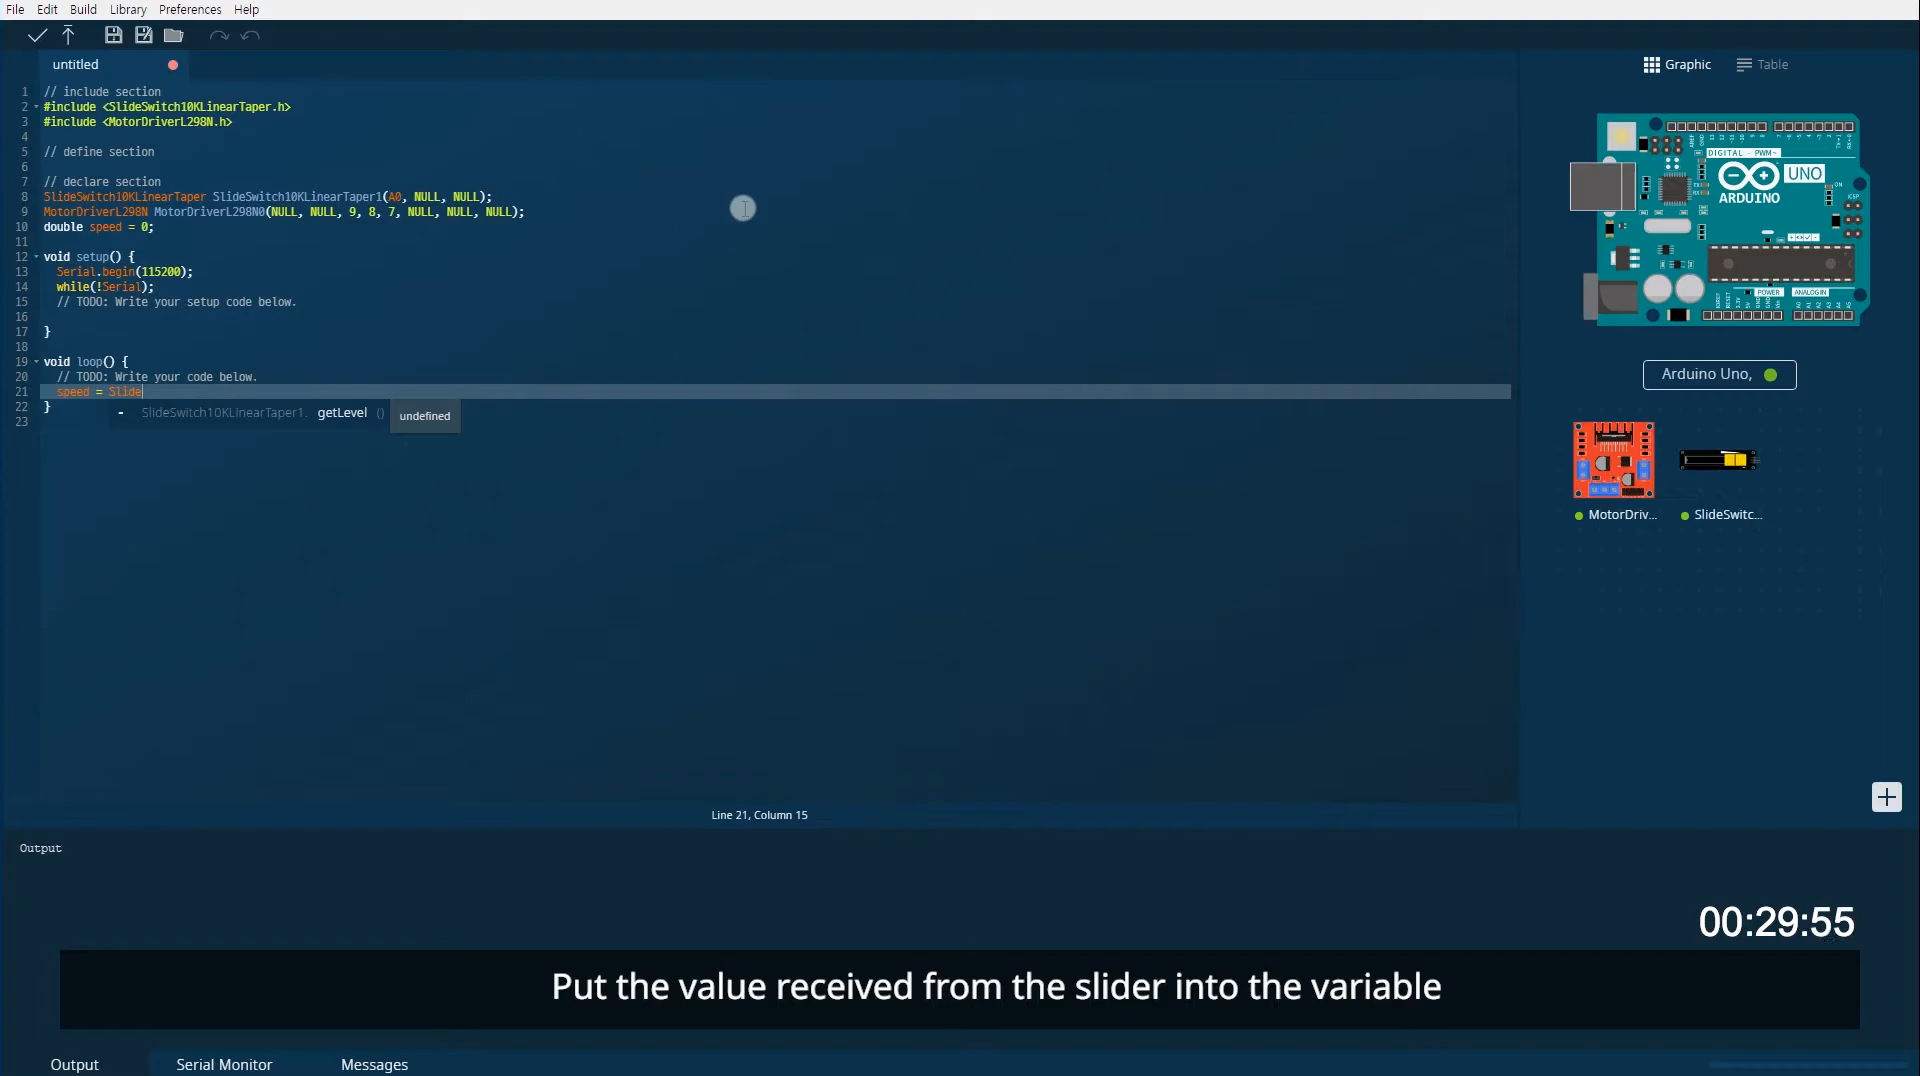 File Edit Build Library Preferences Help
untitled
Graphic Table
1 // include section
2 #include <SlideSwitch10KLinearTaper.h>
3 #include <MotorDriverL298N.h>
4
5 // define section
6
7 // declare section
8 SlideSwitch10KLinearTaper SlideSwitch10KLinearTaper1(A0, NULL, NULL);
9 MotorDriverL298N MotorDriverL298N0(NULL, NULL, 9, 8, 7, NULL, NULL, NULL);
10 double speed = 0;
11
12 void setup() {
13 Serial.begin(115200);
14 while(!Serial);
15 // TODO: Write your setup code below.
16
17 }
18
19 void loop() {
20 // TODO: Write your code below.
21 speed = Slide
22 }
23
- SlideSwitch10KLinearTaper1. getLevel () undefined
DIGITAL PWM~
UNO
ARDUINO
ON
ICSP
POWER ANALOG IN
Arduino Uno,
MotorDriv... SlideSwitc...
Line 21, Column 15
Output
00:29:55
Put the value received from the slider into the variable
Output Serial Monitor Messages